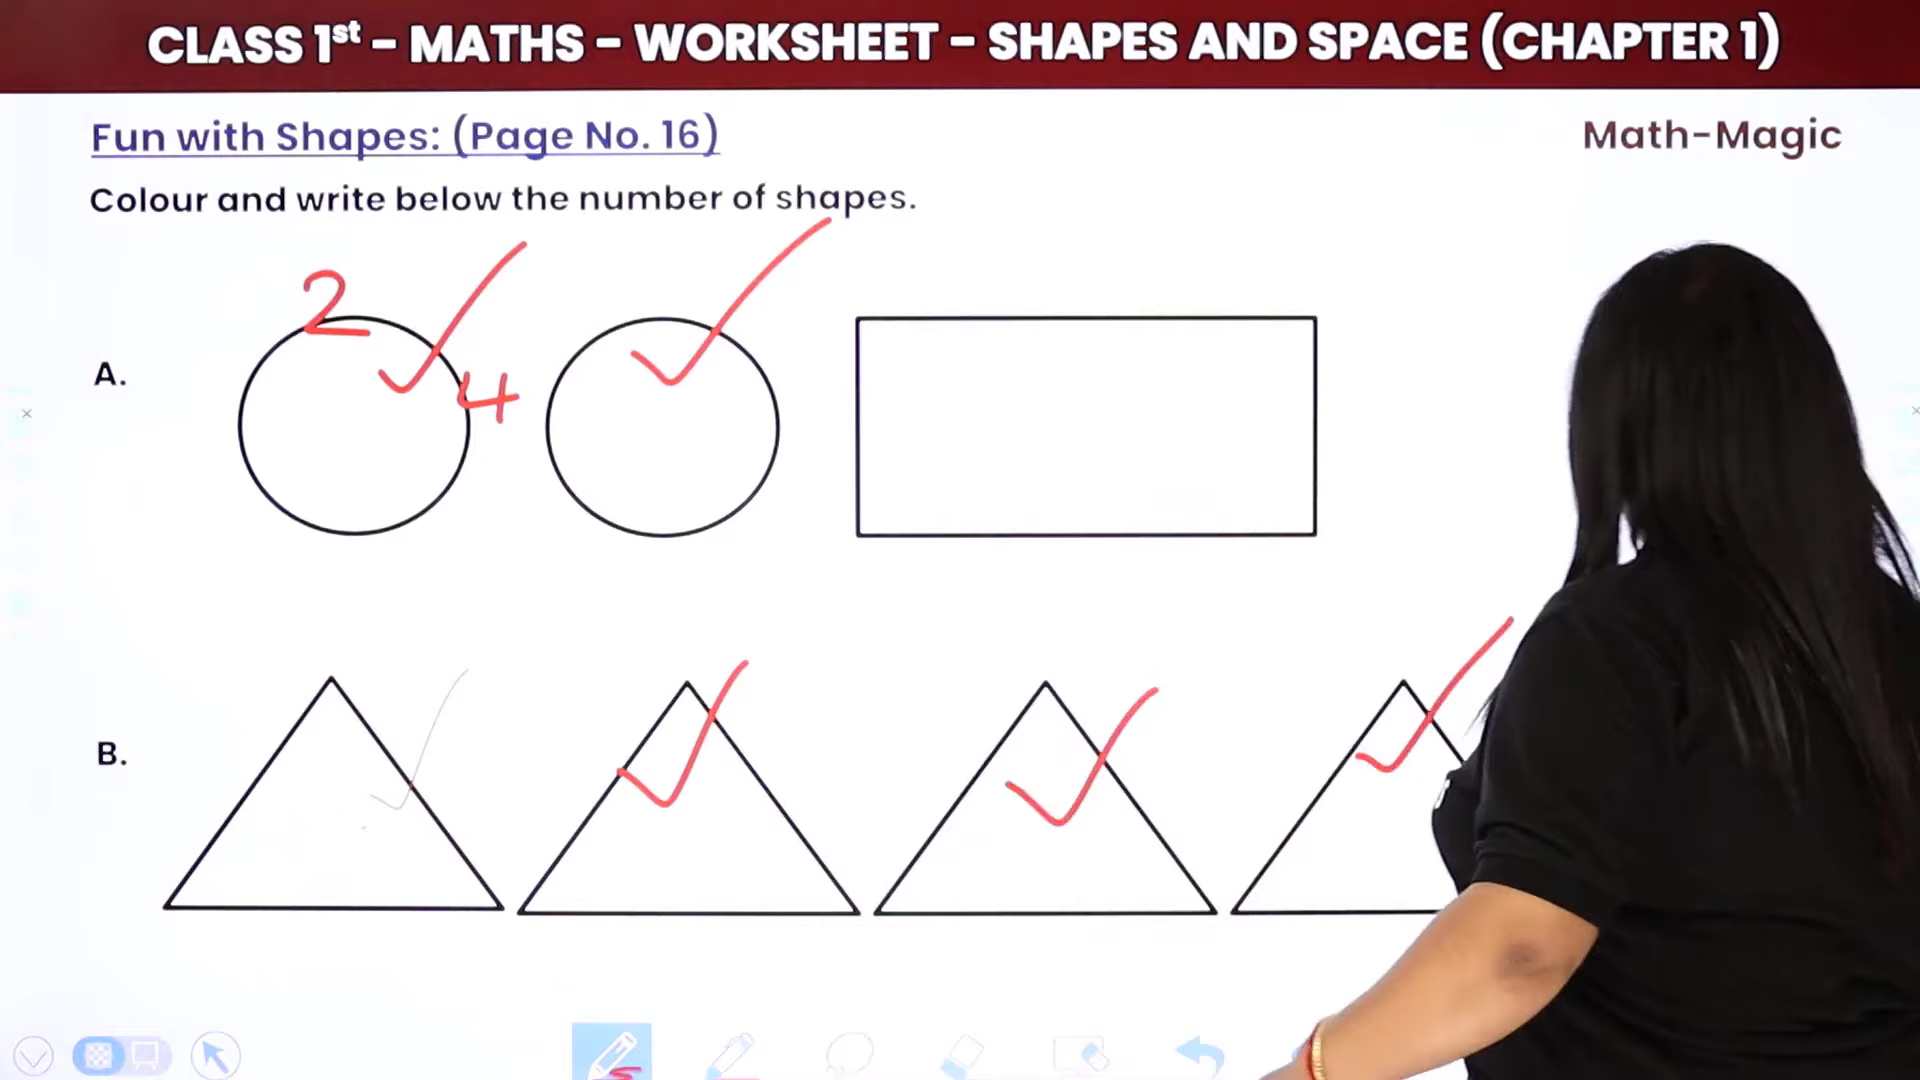 CLASS 1st – MATHS – WORKSHEET – SHAPES AND SPACE (CHAPTER 1)
Fun with Shapes: (Page No. 16)
Math-Magic
Colour and write below the number of shapes.
2
A.
4
B.